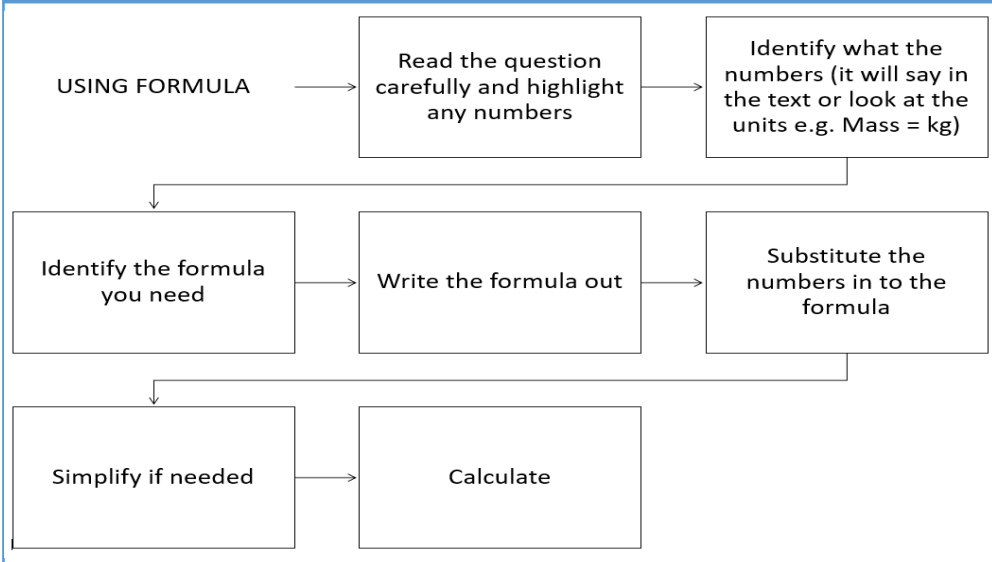 USING FORMULA
Read the question
carefully and highlight
any numbers
Identify what the
numbers (it will say in
the text or look at the
units e.g. Mass = kg)
Identify the formula
you need
Write the formula out
Substitute the
numbers in to the
formula
Simplify if needed
Calculate